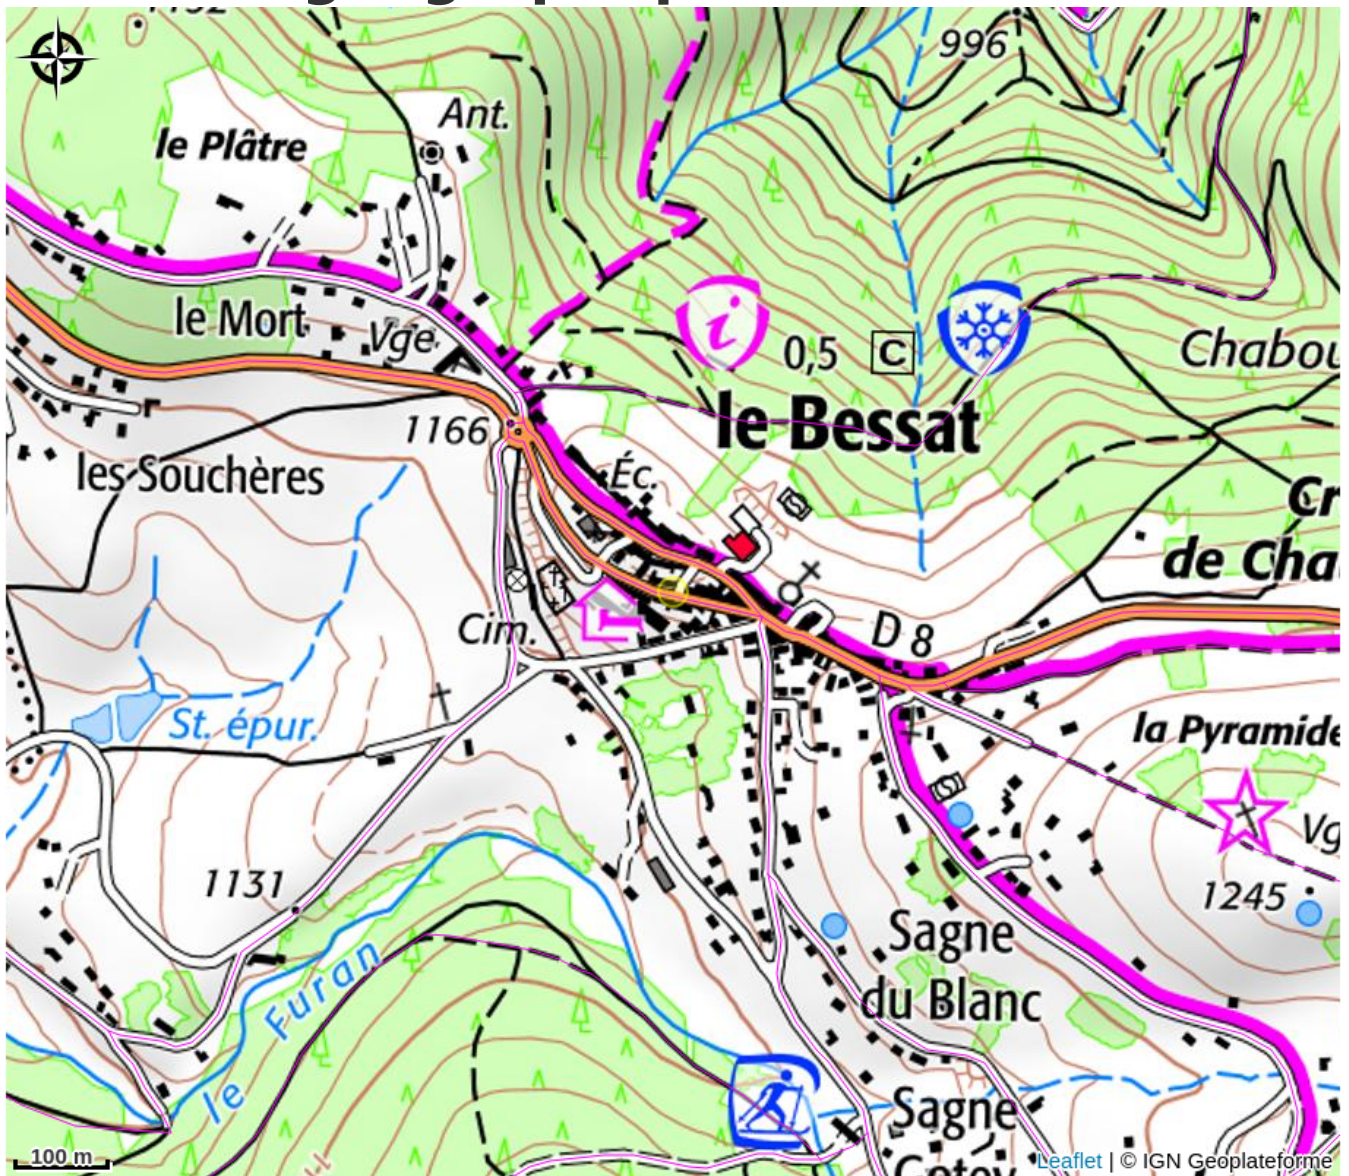 996
Ant.
le Plâtre
le Mort
Vge
0,5 C
Chabou
le Bessat
1166
Éc.
les Souchères
Cr
de Cha
Cim.
D 8
St. épur.
la Pyramide
Vg
1131
1245
Sagne
du Blanc
le Furan
Sagne
100 m
Leaflet | © IGN Geoplateforme